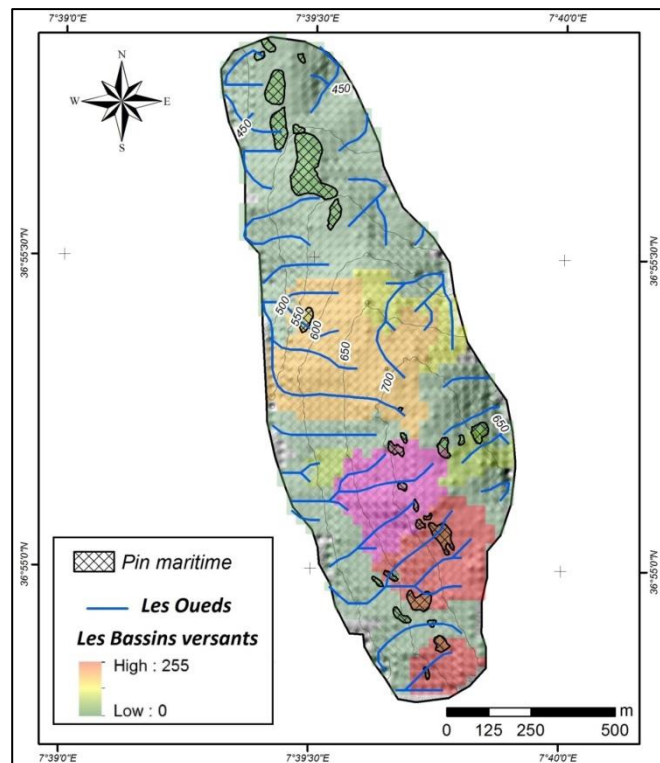 7°39'0"E 7°39'30"E 7°40'0"E
N
W E
S
450
450
36°55'30"N 36°55'30"N
500
550
600
650
700
650
36°55'0"N 36°55'0"N
Pin maritime
Les Oueds
Les Bassins versants
High : 255
Low : 0
m
0 125 250 500
7°39'0"E 7°39'30"E 7°40'0"E